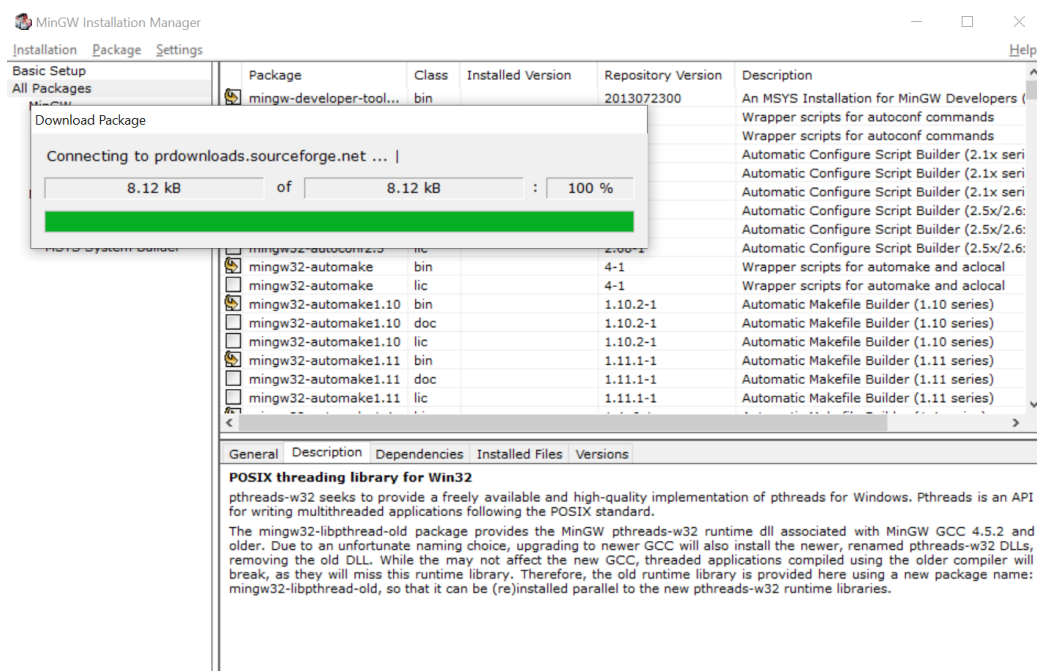 MinGW Installation Manager
Installation Package Settings Help
Basic Setup
All Packages
MinGW
MSYS System Builder
Package Class Installed Version Repository Version Description
mingw-developer-tool... bin 2013072300 An MSYS Installation for MinGW Developers (
Wrapper scripts for autoconf commands
Wrapper scripts for autoconf commands
Automatic Configure Script Builder (2.1x seri
Automatic Configure Script Builder (2.1x seri
Automatic Configure Script Builder (2.1x seri
Automatic Configure Script Builder (2.5x/2.6:
Automatic Configure Script Builder (2.5x/2.6:
mingw32-autoconf2.5 lic 2.68-1 Automatic Configure Script Builder (2.5x/2.6:
mingw32-automake bin 4-1 Wrapper scripts for automake and aclocal
mingw32-automake lic 4-1 Wrapper scripts for automake and aclocal
mingw32-automake1.10 bin 1.10.2-1 Automatic Makefile Builder (1.10 series)
mingw32-automake1.10 doc 1.10.2-1 Automatic Makefile Builder (1.10 series)
mingw32-automake1.10 lic 1.10.2-1 Automatic Makefile Builder (1.10 series)
mingw32-automake1.11 bin 1.11.1-1 Automatic Makefile Builder (1.11 series)
mingw32-automake1.11 doc 1.11.1-1 Automatic Makefile Builder (1.11 series)
mingw32-automake1.11 lic 1.11.1-1 Automatic Makefile Builder (1.11 series)
Download Package
Connecting to prdownloads.sourceforge.net ... |
8.12 kB of 8.12 kB : 100 %
General Description Dependencies Installed Files Versions
POSIX threading library for Win32
pthreads-w32 seeks to provide a freely available and high-quality implementation of pthreads for Windows. Pthreads is an API
for writing multithreaded applications following the POSIX standard.
The mingw32-libpthread-old package provides the MinGW pthreads-w32 runtime dll associated with MinGW GCC 4.5.2 and
older. Due to an unfortunate naming choice, upgrading to newer GCC will also install the newer, renamed pthreads-w32 DLLs,
removing the old DLL. While the may not affect the new GCC, threaded applications compiled using the older compiler will
break, as they will miss this runtime library. Therefore, the old runtime library is provided here using a new package name:
mingw32-libpthread-old, so that it can be (re)installed parallel to the new pthreads-w32 runtime libraries.